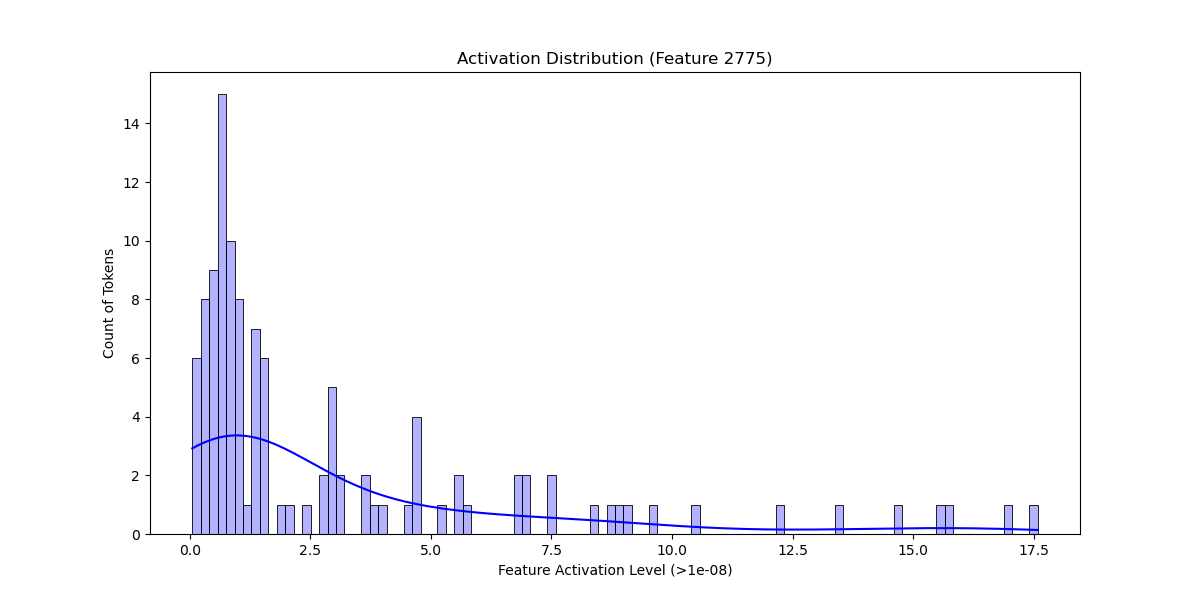 Activation Distribution (Feature 2775)
14
12
10
8
6
4
2
0
Count of Tokens
0.0 2.5 5.0 7.5 10.0 12.5 15.0 17.5
Feature Activation Level (>1e-08)